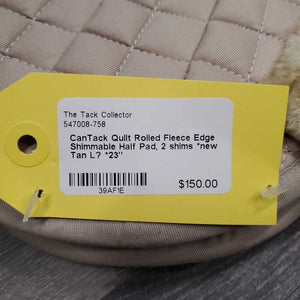 The Tack Collector
547008-758
CanTack Quilt Rolled Fleece Edge
Shimmable Half Pad, 2 shims *new
Tan L? *23"
39AF1E
$150.00